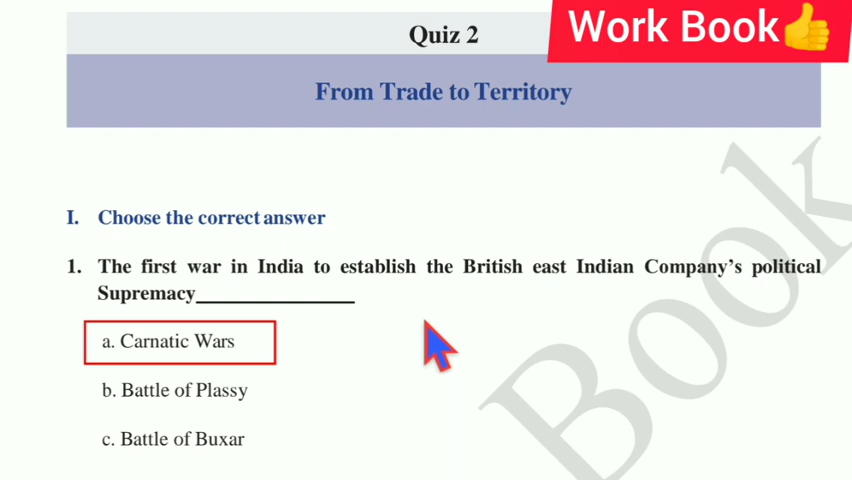 Quiz 2
Work Book👍
From Trade to Territory
I. Choose the correct answer
1. The first war in India to establish the British east Indian Company’s political
Supremacy________________
a. Carnatic Wars
b. Battle of Plassy
c. Battle of Buxar
Book